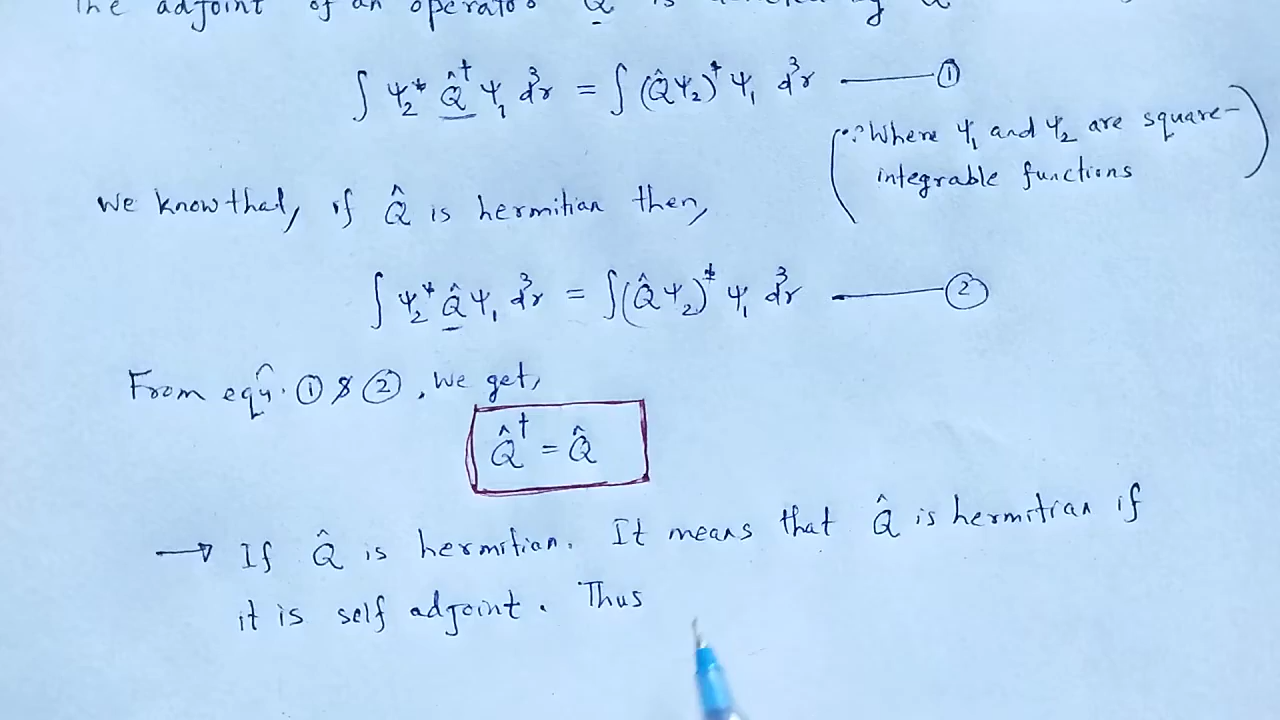 The adjoint of an operator Q̂ is denoted by
∫ Ψ₂* Q̂† Ψ₁ d³r = ∫ (Q̂Ψ₂)* Ψ₁ d³r —— ①
(∵ Where Ψ₁ and Ψ₂ are square-
integrable functions)
We know that, if Q̂ is hermitian then,
∫ Ψ₂* Q̂ Ψ₁ d³r = ∫ (Q̂Ψ₂)* Ψ₁ d³r —— ②
From eqⁿ. ① & ②, we get,
Q̂† = Q̂
→ If Q̂ is hermitian. It means that Q̂ is hermitian if
it is self adjoint. Thus